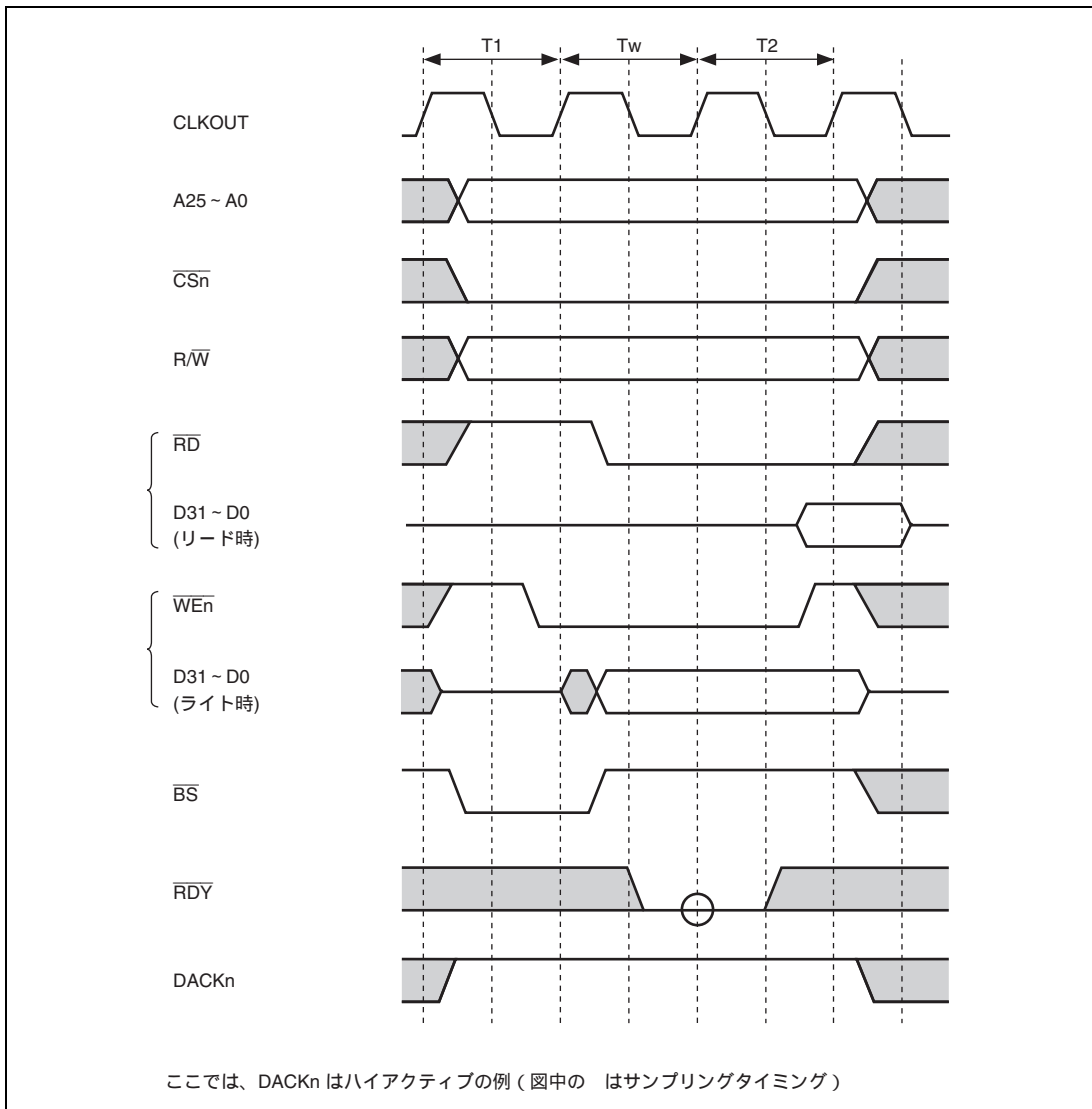 T1 Tw T2
CLKOUT
A25 ~ A0
CSn
R/W
RD
D31 ~ D0
(リード時)
WEn
D31 ~ D0
(ライト時)
BS
RDY
DACKn
ここでは、DACKn はハイアクティブの例 ( 図中の　はサンプリングタイミング )